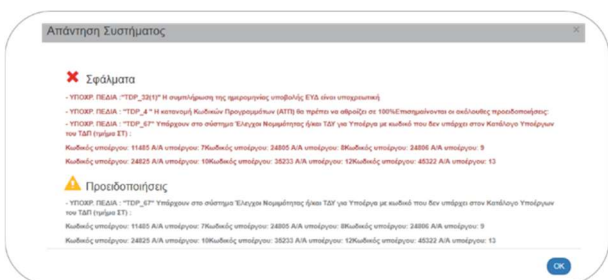 Απάντηση Συστήματος
×
Σφάλματα
- ΥΠΟΧΡ. ΠΕΔΙΑ :"TDP_32(1)" Η συμπλήρωση της ημερομηνίας υποβολής ΕΥΔ είναι υποχρεωτική
- ΥΠΟΧΡ. ΠΕΔΙΑ : "TDP_4 " Η κατανομή Κωδικών Προγραμμάτων (ΑΤΠ) θα πρέπει να αθροίζει σε 100%Επισημαίνονται οι ακόλουθες προειδοποιήσεις:
- ΥΠΟΧΡ. ΠΕΔΙΑ : "TDP_67" Υπάρχουν στο σύστημα Έλεγχοι Νομιμότητας ή/και ΤΔΥ για Υποέργα με κωδικό που δεν υπάρχει στον Κατάλογο Υποέργων
του ΤΔΠ (τμήμα ΣΤ) :
Κωδικός υποέργου: 11485 Α/Α υποέργου: 7Κωδικός υποέργου: 24805 Α/Α υποέργου: 8Κωδικός υποέργου: 24806 Α/Α υποέργου: 9
Κωδικός υποέργου: 24825 Α/Α υποέργου: 10Κωδικός υποέργου: 35233 Α/Α υποέργου: 12Κωδικός υποέργου: 45322 Α/Α υποέργου: 13
Προειδοποιήσεις
- ΥΠΟΧΡ. ΠΕΔΙΑ : "TDP_67" Υπάρχουν στο σύστημα Έλεγχοι Νομιμότητας ή/και ΤΔΥ για Υποέργα με κωδικό που δεν υπάρχει στον Κατάλογο Υποέργων
του ΤΔΠ (τμήμα ΣΤ) :
Κωδικός υποέργου: 11485 Α/Α υποέργου: 7Κωδικός υποέργου: 24805 Α/Α υποέργου: 8Κωδικός υποέργου: 24806 Α/Α υποέργου: 9
Κωδικός υποέργου: 24825 Α/Α υποέργου: 10Κωδικός υποέργου: 35233 Α/Α υποέργου: 12Κωδικός υποέργου: 45322 Α/Α υποέργου: 13
OK